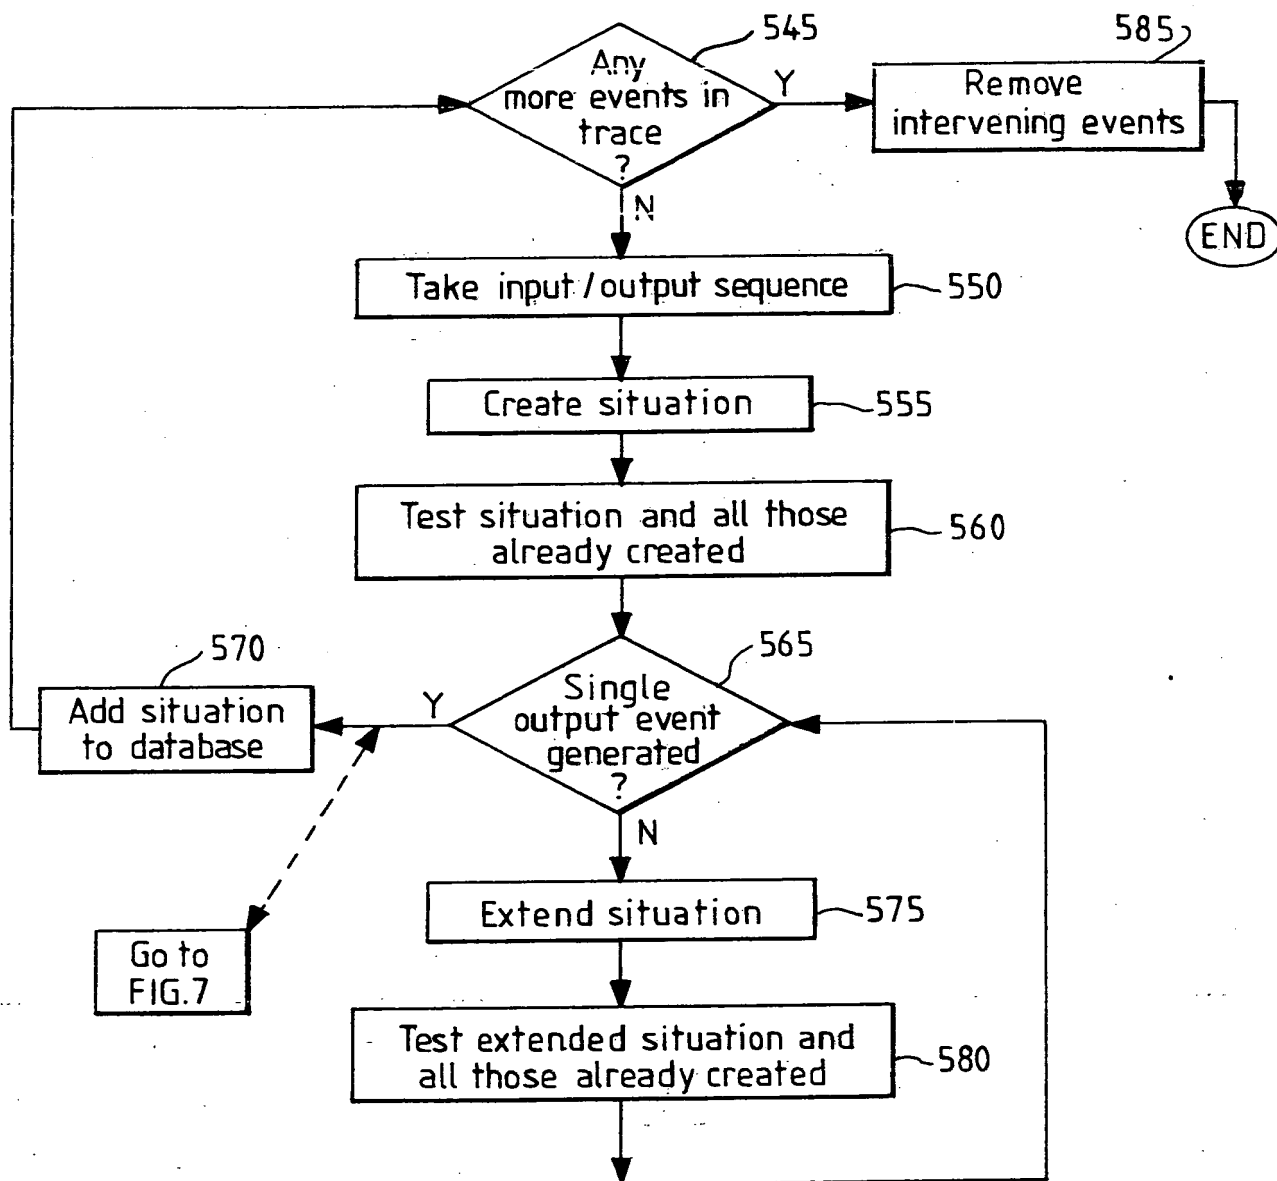 545
585
Any
more events in
trace
?
Y
N
Remove
intervening events
END
Take input/output sequence
550
Create situation
555
Test situation and all those
already created
560
570
565
Add situation
to database
Y
Single
output event
generated
?
N
Extend situation
575
Go to
FIG.7
Test extended situation and
all those already created
580